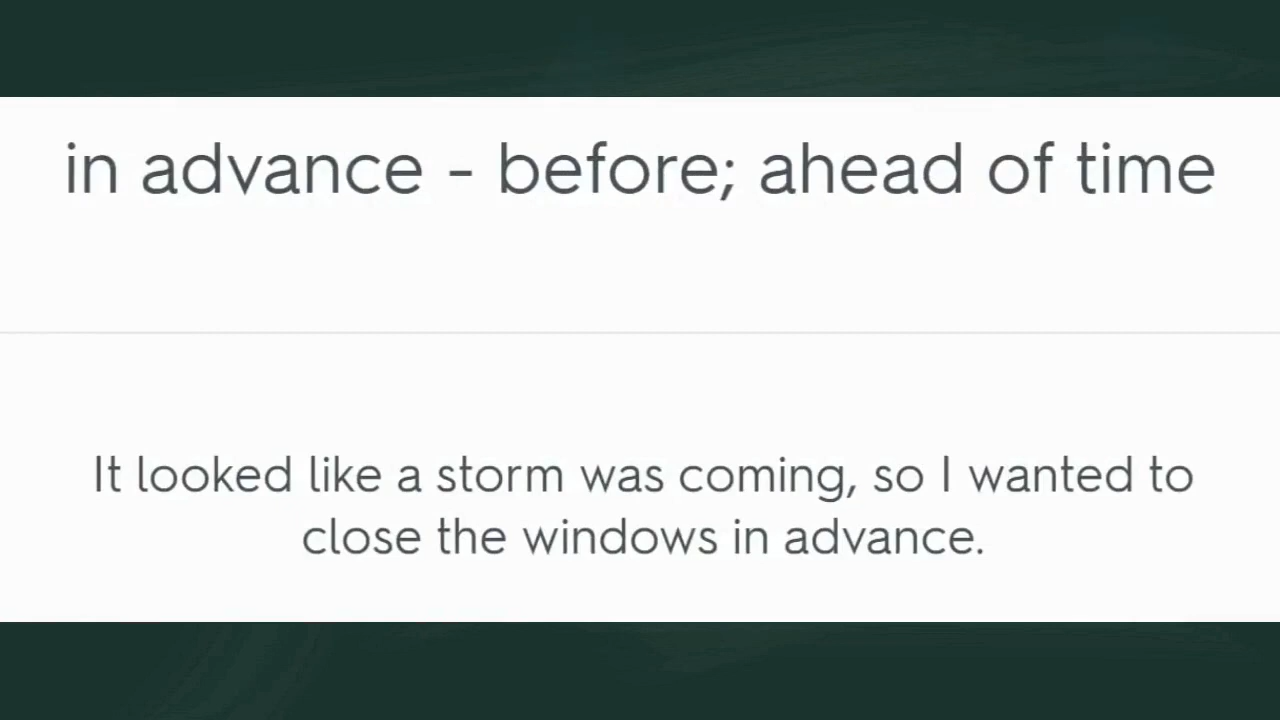 in advance - before; ahead of time
It looked like a storm was coming, so I wanted to
close the windows in advance.